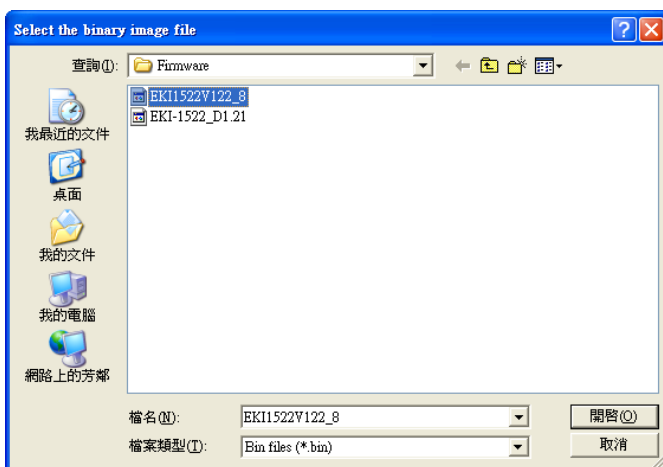 Select the binary image file
查詢(I): Firmware
EKI1522V122_8
EKI-1522_D1.21
我最近的文件
桌面
我的文件
我的電腦
網路上的芳鄰
檔名(N): EKI1522V122_8 開啓(O)
檔案類型(T): Bin files (*.bin) 取消